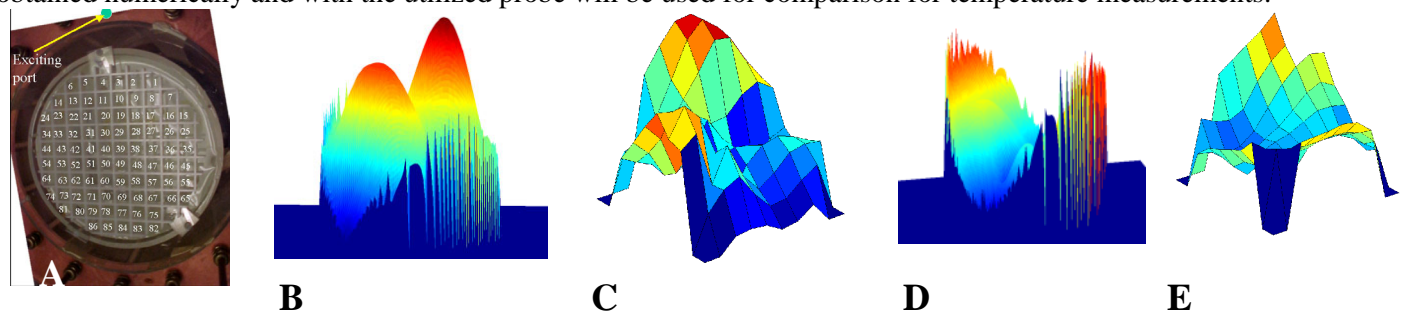 obtained numerically and with the utilized probe will be used for comparison for temperature measurements.
Exciting
port
6 5 4 3 2 1
14 13 12 11 10 9 8 7
24 23 22 21 20 19 18 17 16 15
34 33 32 31 30 29 28 27 26 25
44 43 42 41 40 39 38 37 36 35
54 53 52 51 50 49 48 47 46 45
64 63 62 61 60 59 58 57 56 55
74 73 72 71 70 69 68 67 66 65
81 80 79 78 77 76 75
86 85 84 83 82
A
B
C
D
E